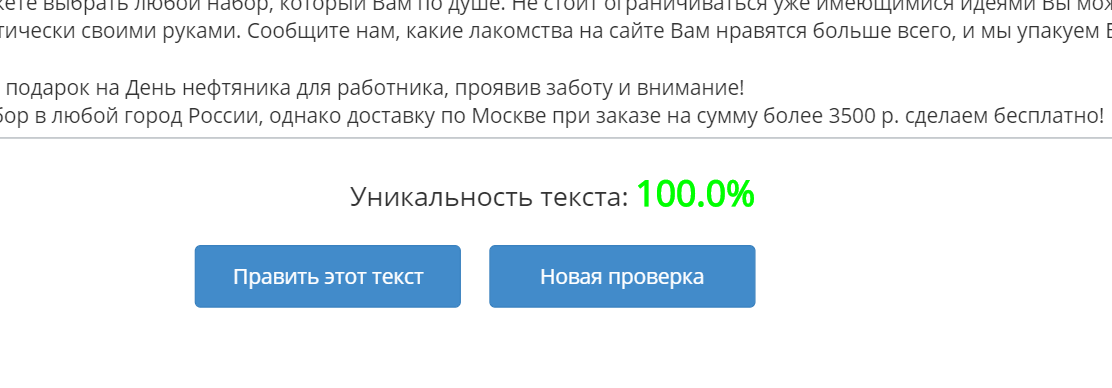 жете выбрать любой набор, который Вам по душе. Не стоит ограничиваться уже имеющимися идеями Вы мож
тически своими руками. Сообщите нам, какие лакомства на сайте Вам нравятся больше всего, и мы упакуем В
подарок на День нефтяника для работника, проявив заботу и внимание!
бор в любой город России, однако доставку по Москве при заказе на сумму более 3500 р. сделаем бесплатно!
Уникальность текста: 100.0%
Править этот текст Новая проверка